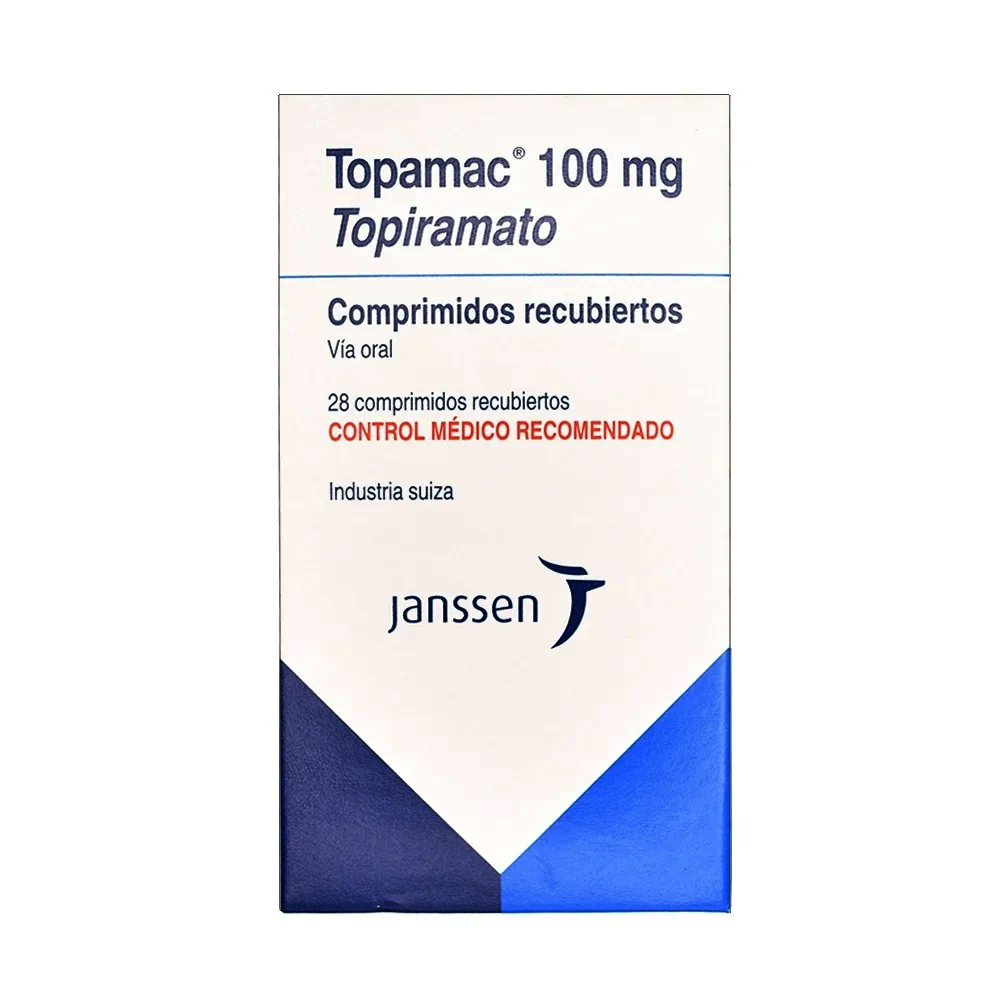 Topamac® 100 mg
Topiramato
Comprimidos recubiertos
Vía oral
28 comprimidos recubiertos
CONTROL MÉDICO RECOMENDADO
Industria suiza
janssen